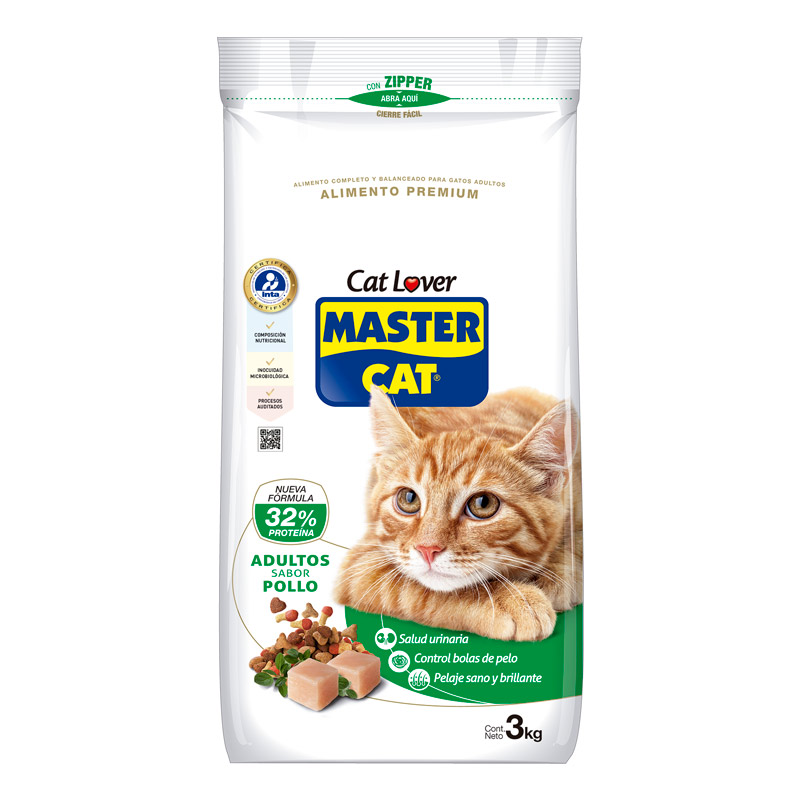 CON ZIPPER
ABRA AQUÍ
CIERRE FÁCIL
ALIMENTO COMPLETO Y BALANCEADO PARA GATOS ADULTOS
ALIMENTO PREMIUM
CERTIFICA
inta
CERTIFICA
COMPOSICIÓN
NUTRICIONAL
INOCUIDAD
MICROBIOLÓGICA
PROCESOS
AUDITADOS
Cat Lover
MASTER
CAT®
NUEVA
FÓRMULA
32%
PROTEÍNA
ADULTOS
SABOR
POLLO
Salud urinaria
Control bolas de pelo
Pelaje sano y brillante
Cont.
Neto 3kg